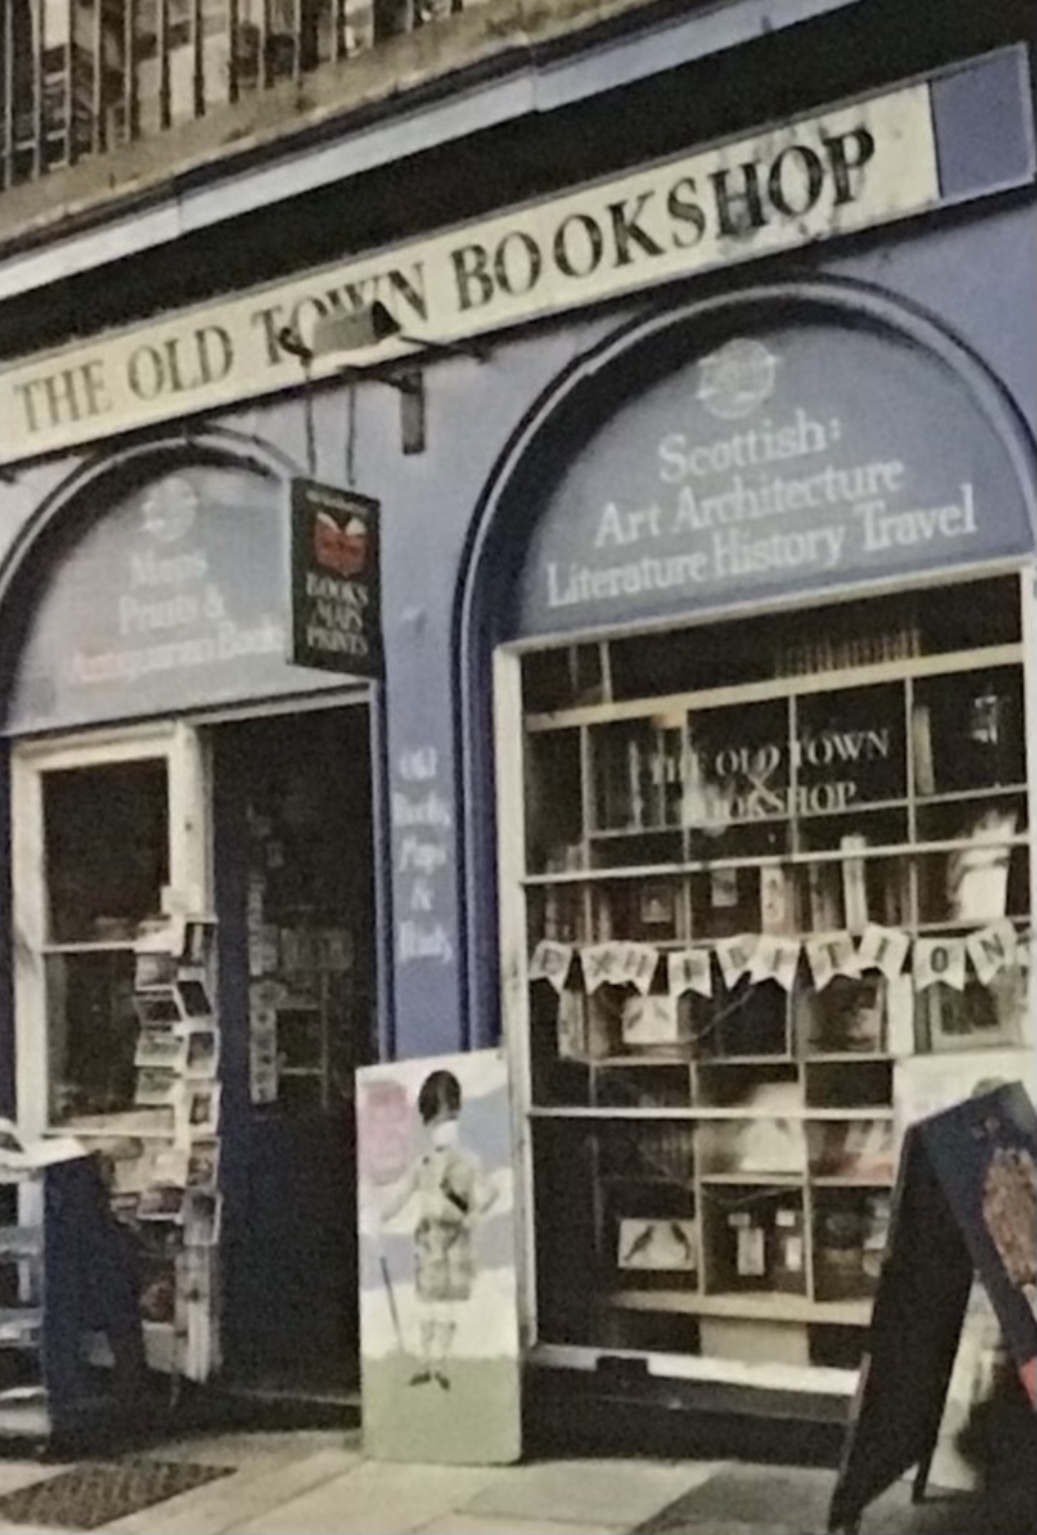 THE OLD TOWN BOOKSHOP
Scottish:
Art Architecture
Literature History Travel
Maps
Prints &
Antiquarian Books
BOOKS
MAPS
PRINTS
THE OLD TOWN
BOOKSHOP
Old
&
EXHIBITION